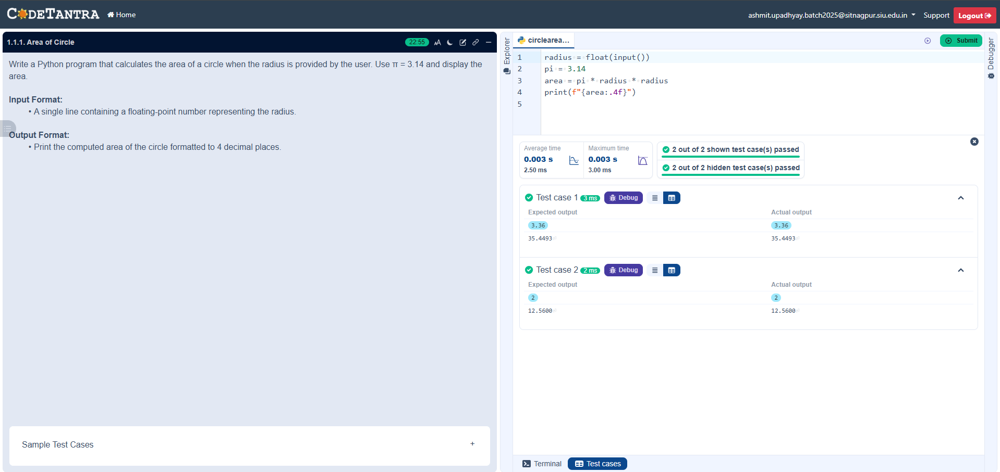 CODETANTRA Home ashmit.upadhyay.batch2025@sitnagpur.siu.edu.in Support Logout
1.1.1. Area of Circle 22:55
Write a Python program that calculates the area of a circle when the radius is provided by the user. Use π = 3.14 and display the
area.
Input Format:
• A single line containing a floating-point number representing the radius.
Output Format:
• Print the computed area of the circle formatted to 4 decimal places.
Sample Test Cases +
Explorer
circlearea...
Submit
Debugger
1 radius = float(input())
2 pi = 3.14
3 area = pi * radius * radius
4 print(f"{area:.4f}")
5
Average time
0.003 s
2.50 ms
Maximum time
0.003 s
3.00 ms
2 out of 2 shown test case(s) passed
2 out of 2 hidden test case(s) passed
Test case 1 3 ms Debug
Expected output Actual output
3.36 3.36
35.4493 35.4493
Test case 2 2 ms Debug
Expected output Actual output
2 2
12.5600 12.5600
Terminal Test cases